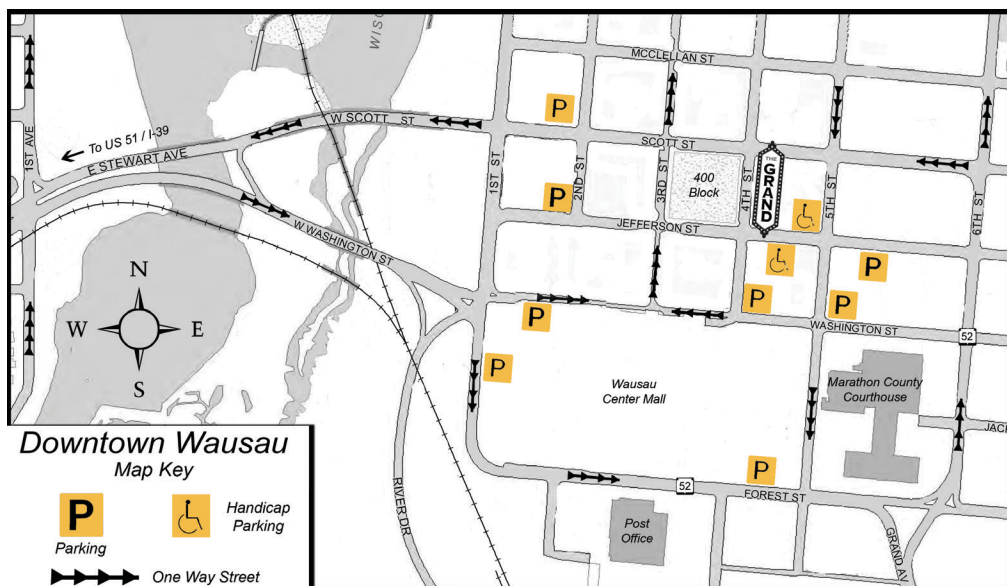 WISC
MCCLELLAN ST
P
W SCOTT ST
To US 51 / I-39
E STEWART AVE
1ST AVE
SCOTT ST
1ST ST
2ND ST
3RD ST
400
Block
4TH ST
THE
GRAND
5TH ST
6TH ST
P
JEFFERSON ST
W WASHINGTON ST
P
P
P
P
WASHINGTON ST
52
N
W
E
S
P
Wausau
Center Mall
Marathon County
Courthouse
JACK
P
52
FOREST ST
RIVER DR
GRAND AV
Post
Office
Downtown Wausau
Map Key
P
Parking
Handicap
Parking
One Way Street